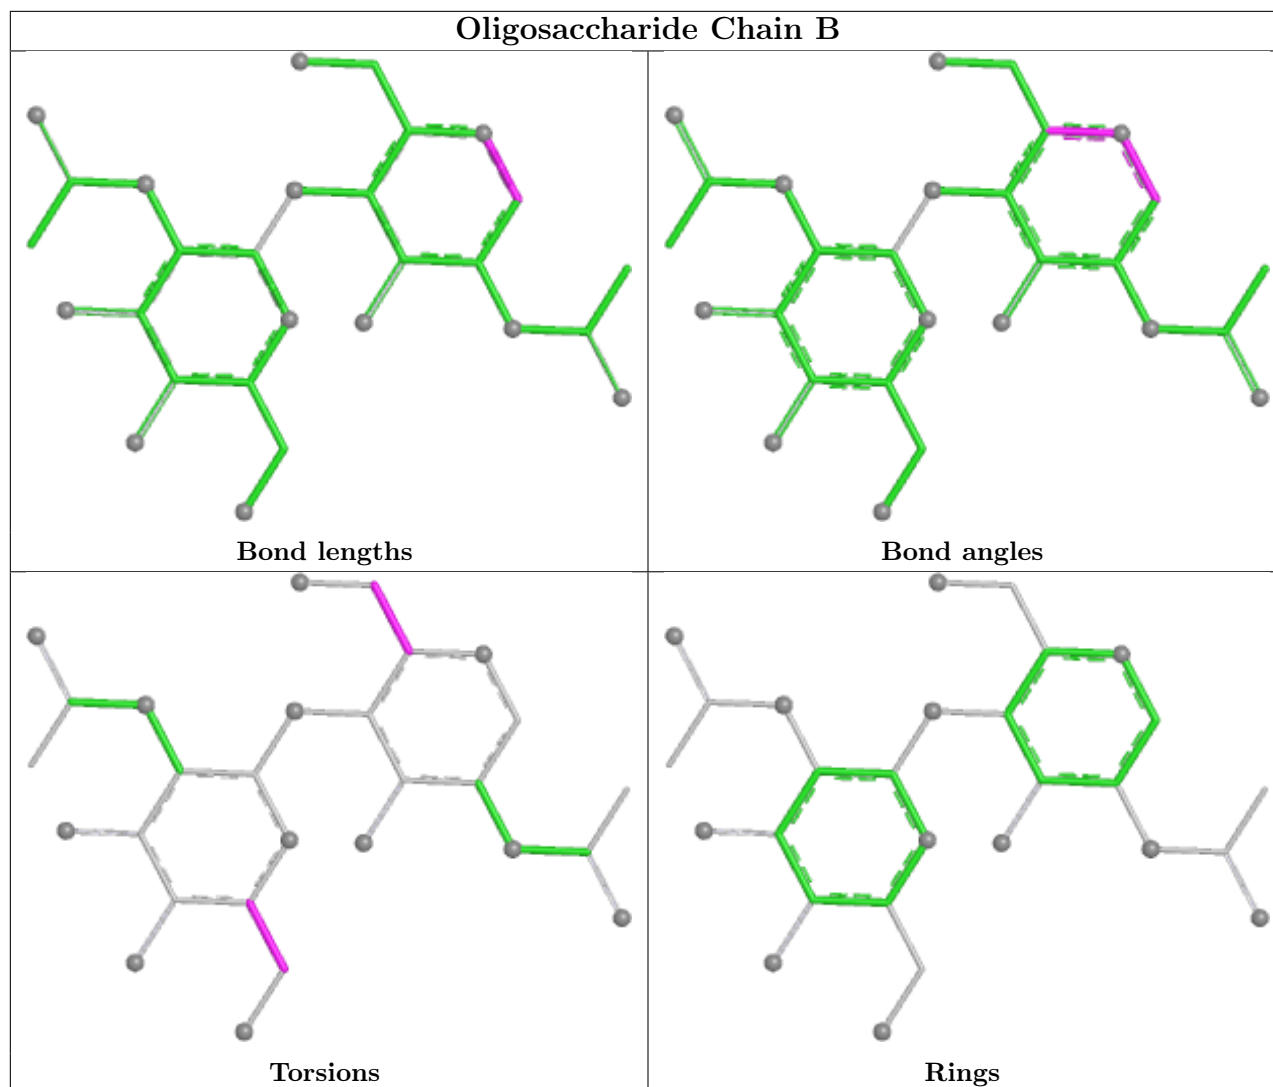 Oligosaccharide Chain B
Bond lengths
Bond angles
Torsions
Rings